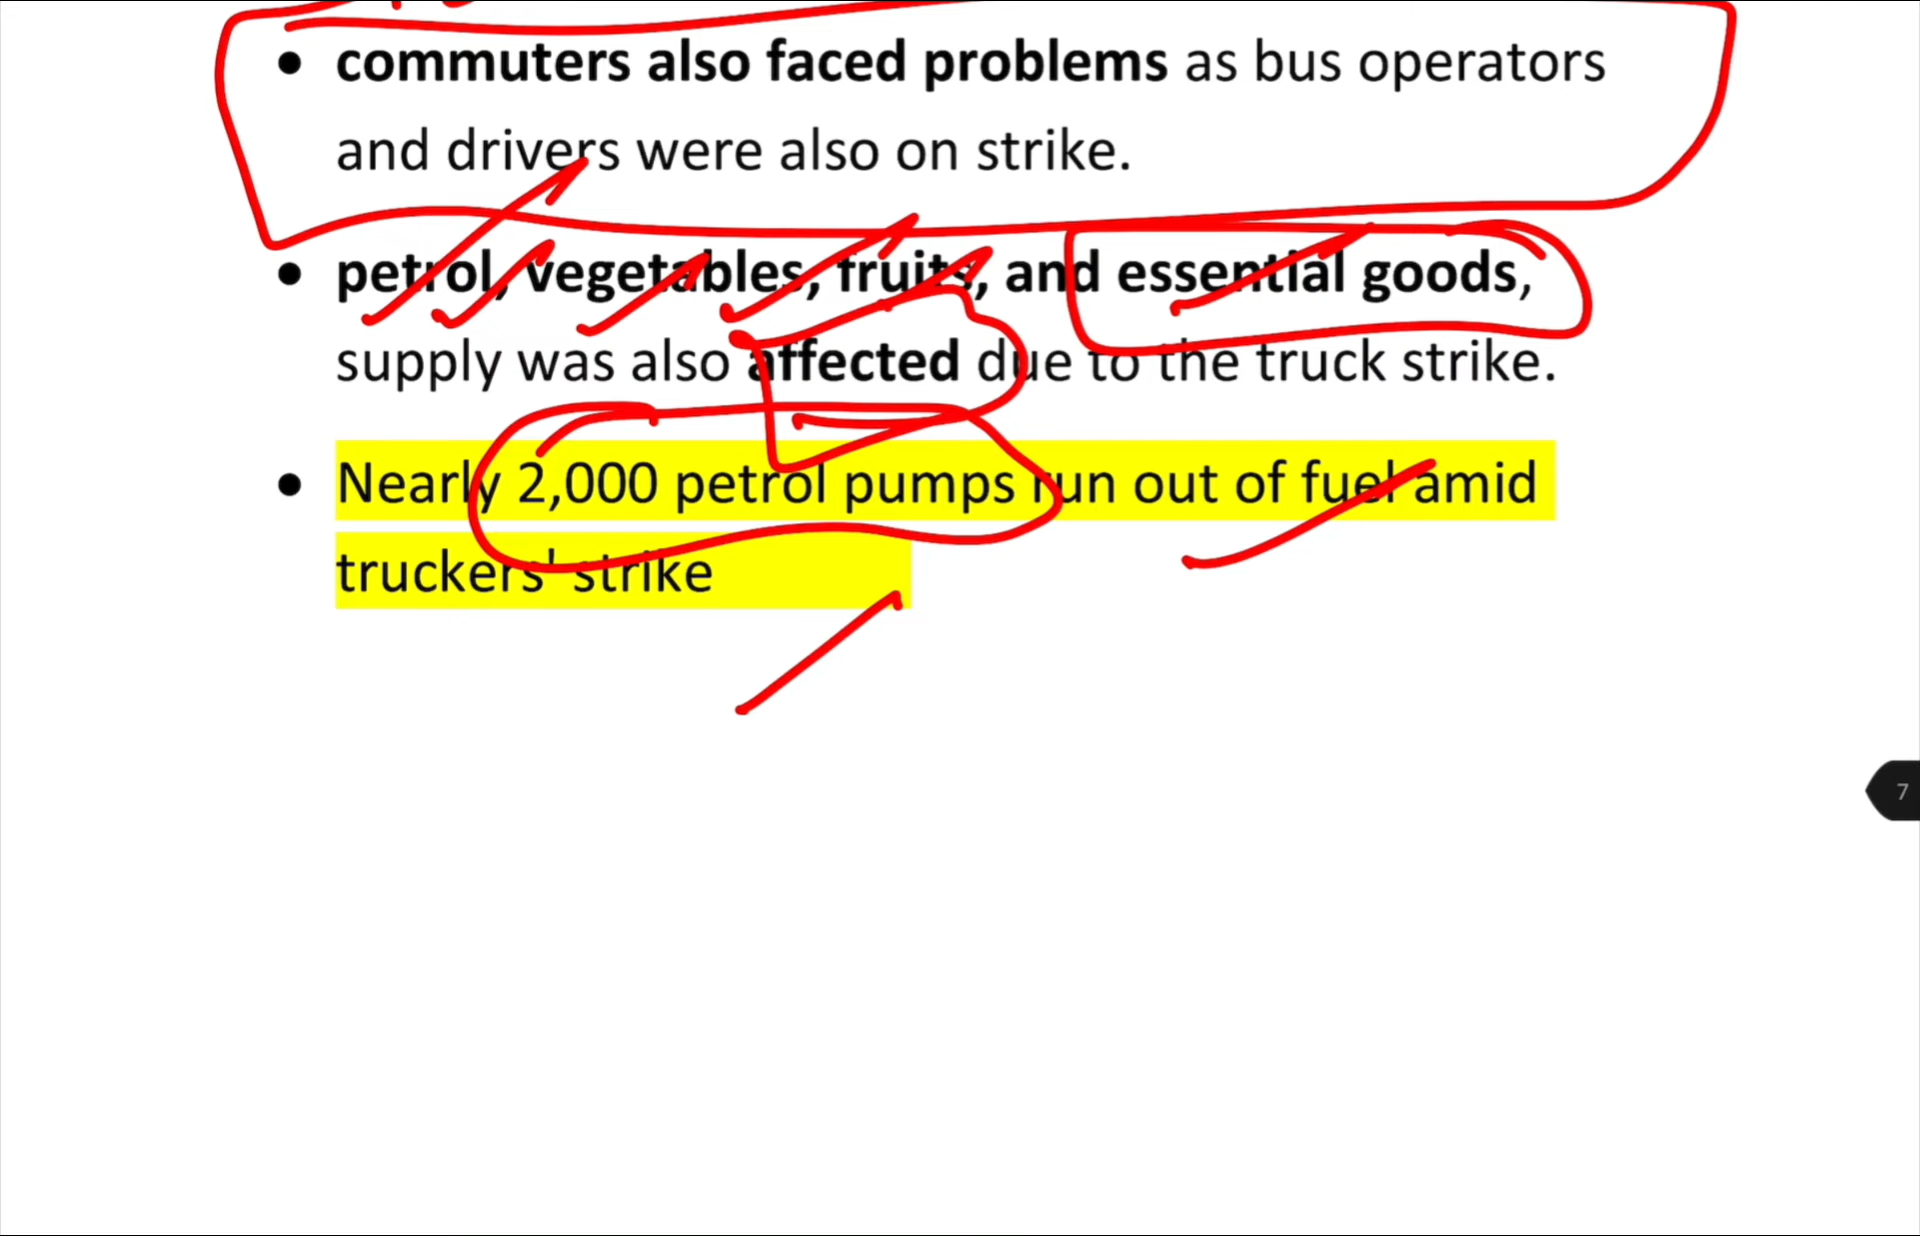 • commuters also faced problems as bus operators
and drivers were also on strike.
• petrol, vegetables, fruits, and essential goods,
supply was also affected due to the truck strike.
• Nearly 2,000 petrol pumps run out of fuel amid
truckers' strike
7